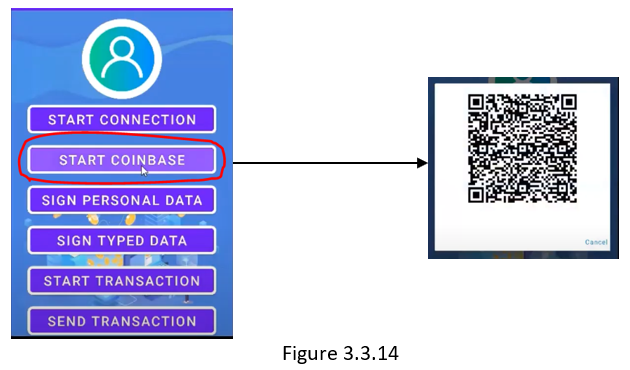 START CONNECTION
START COINBASE
SIGN PERSONAL DATA
SIGN TYPED DATA
START TRANSACTION
SEND TRANSACTION
Cancel
Figure 3.3.14